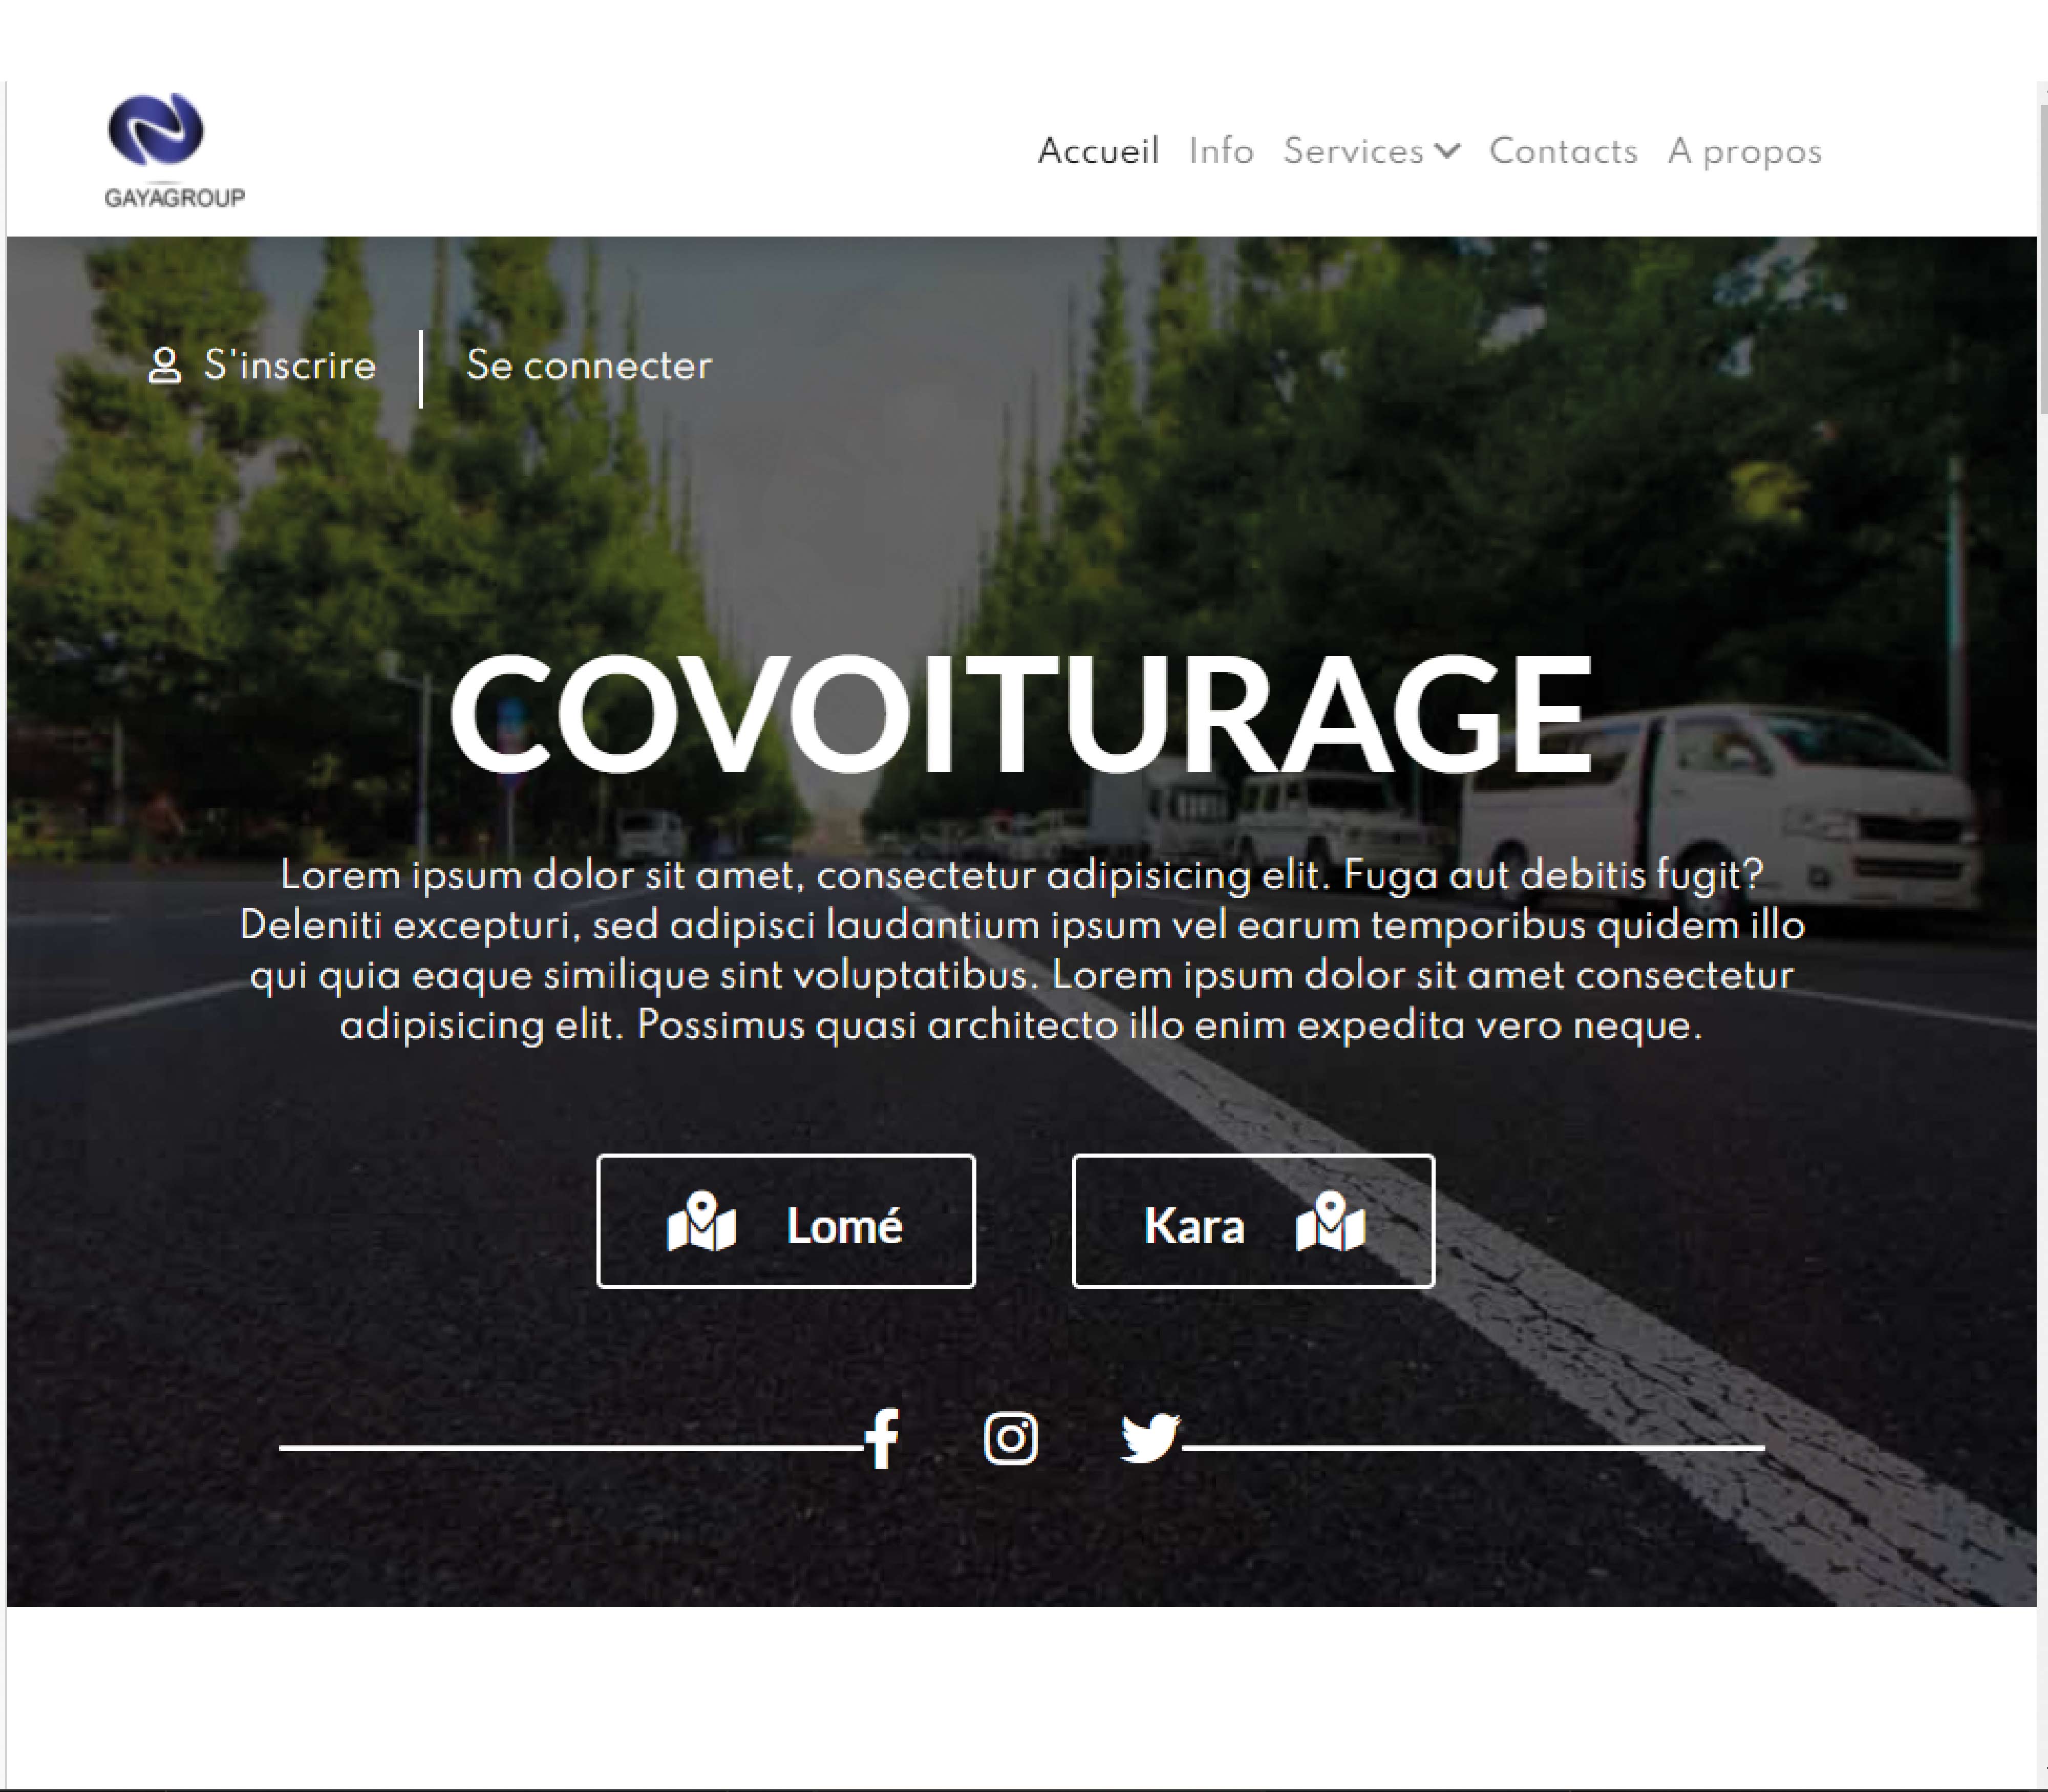 GAYAGROUP
Accueil Info Services Contacts A propos
S'inscrire Se connecter
COVOITURAGE
Lorem ipsum dolor sit amet, consectetur adipisicing elit. Fuga aut debitis fugit?
Deleniti excepturi, sed adipisci laudantium ipsum vel earum temporibus quidem illo
qui quia eaque similique sint voluptatibus. Lorem ipsum dolor sit amet consectetur
adipisicing elit. Possimus quasi architecto illo enim expedita vero neque.
Lomé Kara